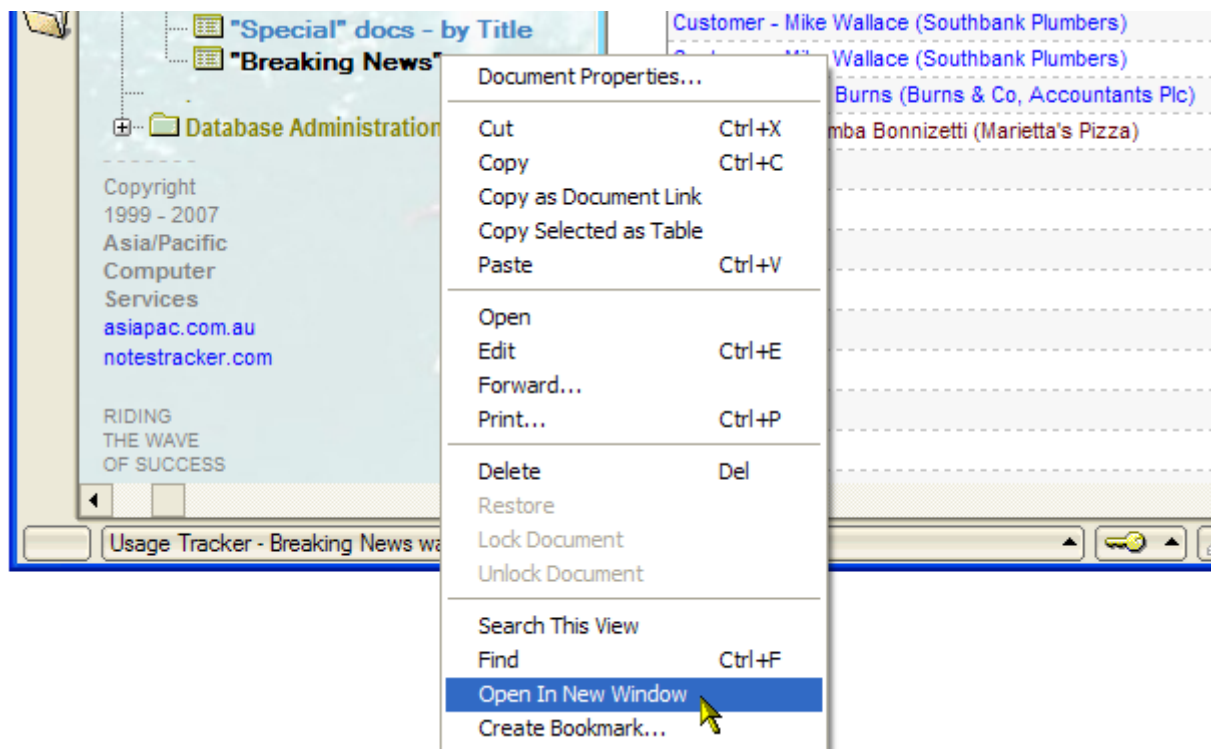 "Special" docs - by Title
"Breaking News"
Database Administration
Copyright
1999 - 2007
Asia/Pacific
Computer
Services
asiapac.com.au
notestracker.com
RIDING
THE WAVE
OF SUCCESS
Usage Tracker - Breaking News
Document Properties...
Cut Ctrl+X
Copy Ctrl+C
Copy as Document Link
Copy Selected as Table
Paste Ctrl+V
Open
Edit Ctrl+E
Forward...
Print... Ctrl+P
Delete Del
Restore
Lock Document
Unlock Document
Search This View
Find Ctrl+F
Open In New Window
Create Bookmark...
Customer - Mike Wallace (Southbank Plumbers)
Wallace (Southbank Plumbers)
Burns (Burns & Co, Accountants Plc)
Bonnizetti (Marietta's Pizza)